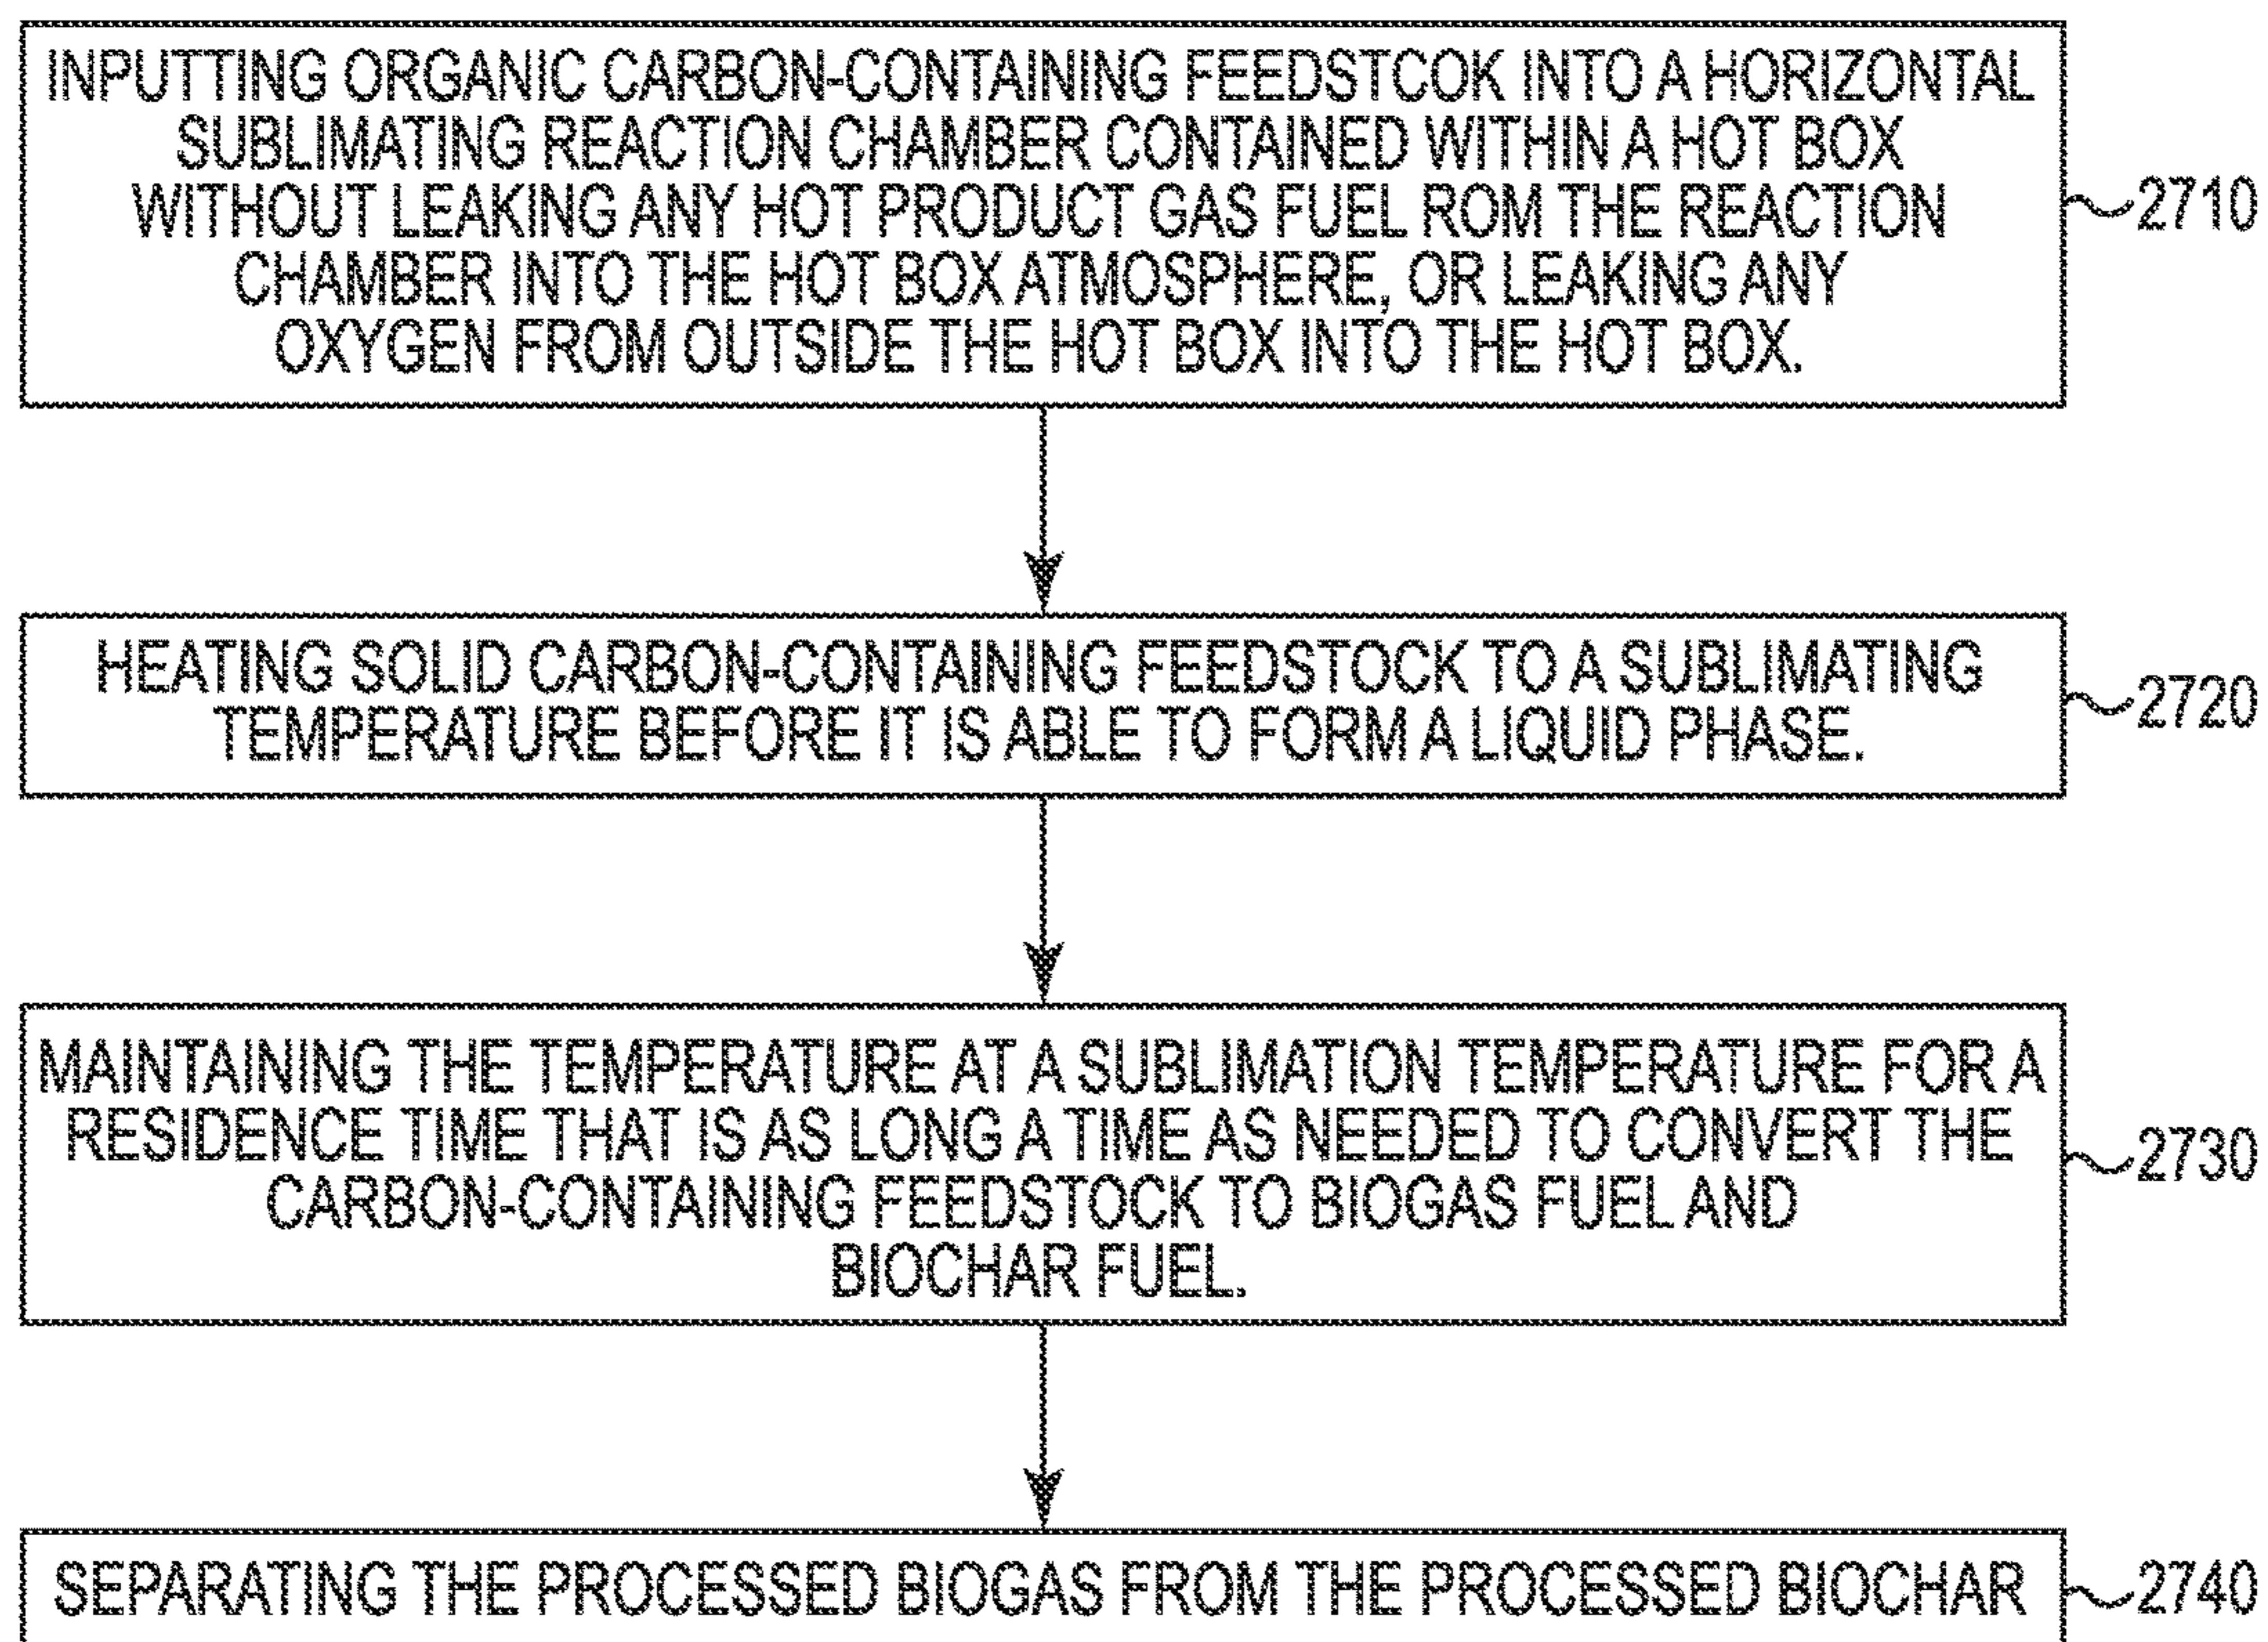 INPUTTING ORGANIC CARBON-CONTAINING FEEDSTCOK INTO A HORIZONTAL
SUBLIMATING REACTION CHAMBER CONTAINED WITHIN A HOT BOX
WITHOUT LEAKING ANY HOT PRODUCT GAS FUEL ROM THE REACTION
CHAMBER INTO THE HOT BOX ATMOSPHERE, OR LEAKING ANY
OXYGEN FROM OUTSIDE THE HOT BOX INTO THE HOT BOX.
2710
HEATING SOLID CARBON-CONTAINING FEEDSTOCK TO A SUBLIMATING
TEMPERATURE BEFORE IT IS ABLE TO FORM A LIQUID PHASE.
2720
MAINTAINING THE TEMPERATURE AT A SUBLIMATION TEMPERATURE FOR A
RESIDENCE TIME THAT IS AS LONG A TIME AS NEEDED TO CONVERT THE
CARBON-CONTAINING FEEDSTOCK TO BIOGAS FUEL AND
BIOCHAR FUEL.
2730
SEPARATING THE PROCESSED BIOGAS FROM THE PROCESSED BIOCHAR
2740